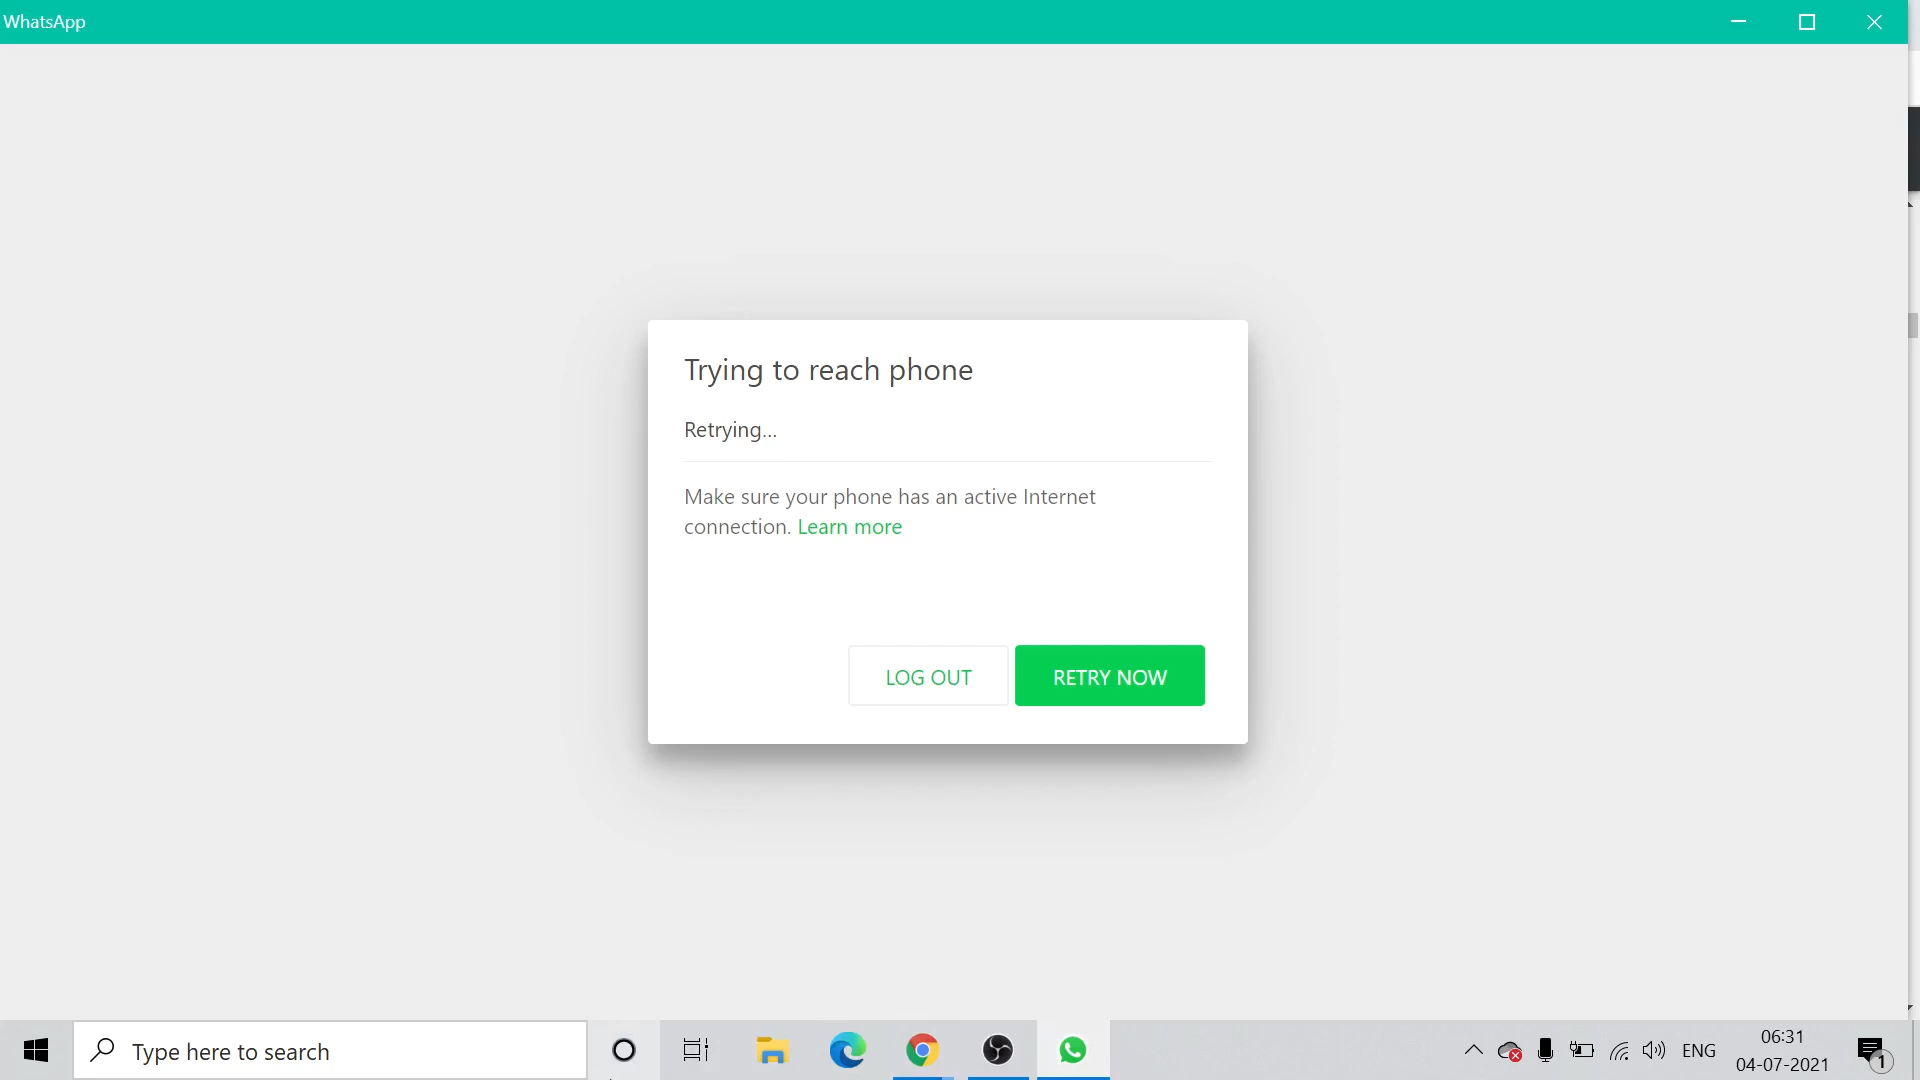 WhatsApp
Trying to reach phone
Retrying...
Make sure your phone has an active Internet
connection. Learn more
LOG OUT
RETRY NOW
Type here to search
ENG
06:31
04-07-2021
1